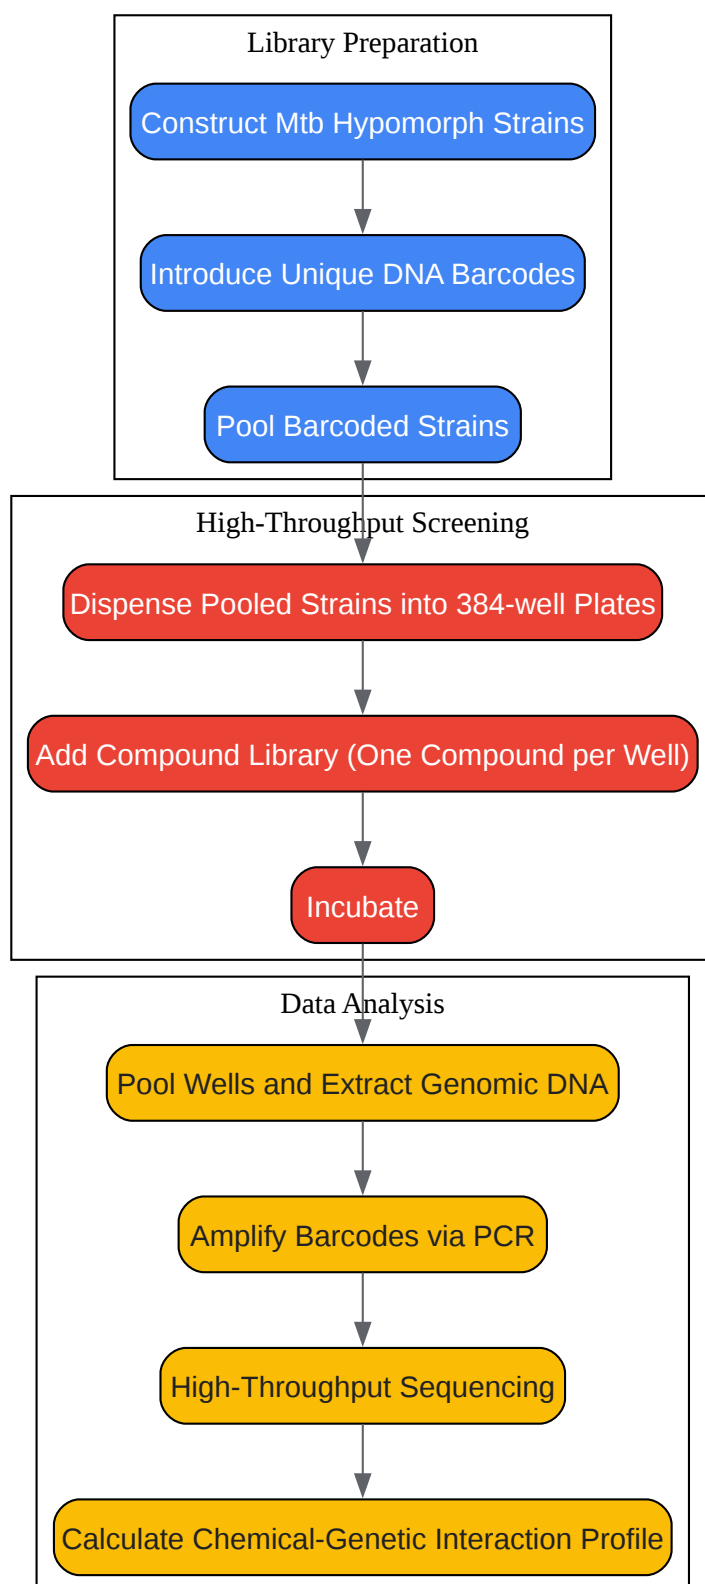 Library Preparation
Construct Mtb Hypomorph Strains
Introduce Unique DNA Barcodes
Pool Barcoded Strains
High-Throughput Screening
Dispense Pooled Strains into 384-well Plates
Add Compound Library (One Compound per Well)
Incubate
Data Analysis
Pool Wells and Extract Genomic DNA
Amplify Barcodes via PCR
High-Throughput Sequencing
Calculate Chemical-Genetic Interaction Profile